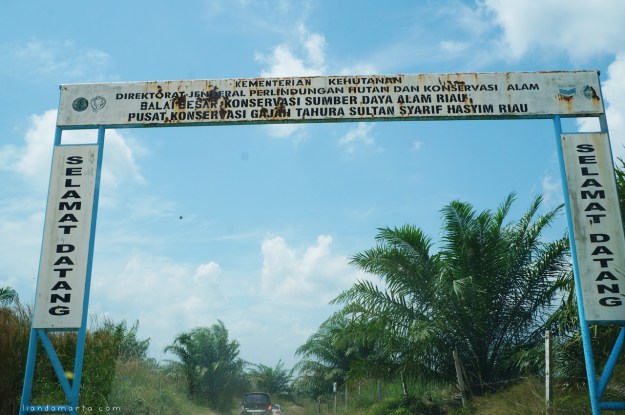 KEMENTERIAN KEHUTANAN
DIREKTORAT JENDERAL PERLINDUNGAN HUTAN DAN KONSERVASI ALAM
BALAI BESAR KONSERVASI SUMBER DAYA ALAM RIAU
PUSAT KONSERVASI GAJAH TAHURA SULTAN SYARIF HASYIM RIAU
SELAMAT DATANG
SELAMAT DATANG
liandamarta.com